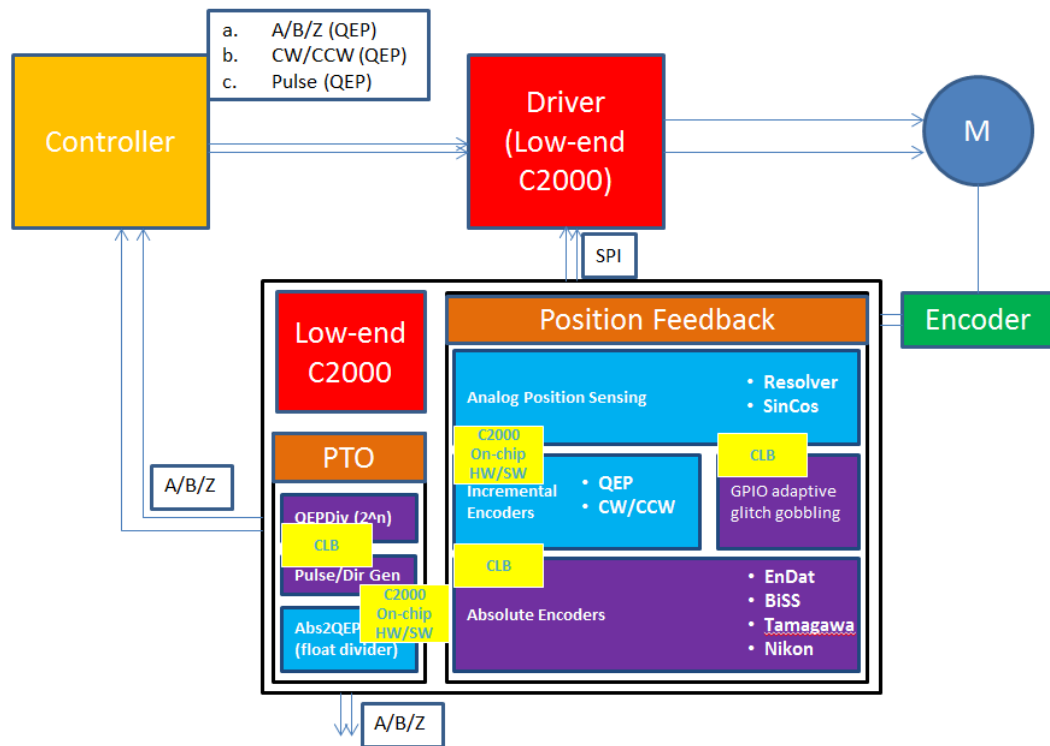 a. A/B/Z (QEP)
b. CW/CCW (QEP)
c. Pulse (QEP)
Controller
Driver
(Low-end
C2000)
M
SPI
Encoder
Low-end
C2000
Position Feedback
Analog Position Sensing
• Resolver
• SinCos
C2000
On-chip
HW/SW
CLB
Incremental
Encoders
• QEP
• CW/CCW
GPIO adaptive
glitch gobbling
PTO
A/B/Z
QEPDiv (2^n)
CLB
Pulse/Dir Gen
C2000
On-chip
HW/SW
Abs2QEP
(float divider)
CLB
Absolute Encoders
• EnDat
• BiSS
• Tamagawa
• Nikon
A/B/Z